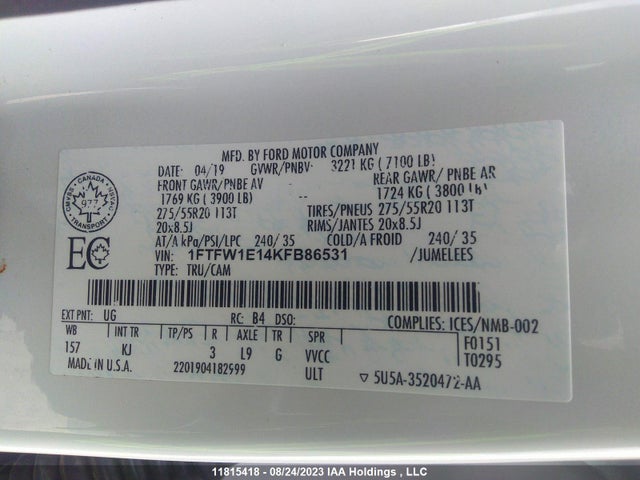 MFD. BY FORD MOTOR COMPANY
DATE: 04/19 GVWR/PNBV- 3221 KG ( 7100 LB)
FRONT GAWR/PNBE AV REAR GAWR/ PNBE AR
1769 KG ( 3900 LB) -- 1724 KG ( 3800 LB)
275/55R20 113T TIRES/PNEUS 275/55R20 113T
20x8.5J RIMS/JANTES 20x8.5J
AT/A kPa/PSI/LPC 240/ 35 COLD/A FROID 240/ 35
VIN: 1FTFW1E14KFB86531 /JUMELEES
TYPE: TRU/CAM
CANADA
977
TRANSPORT
EC
EXT PNT: UG RC: B4 DSO: COMPLIES: ICES/NMB-002
WB INT TR TP/PS R AXLE TR SPR F0151
157 KJ 3 L9 G VVCC T0295
MADE IN U.S.A. 2201904182999 ULT ▽ 5U5A-3520472-AA
11815418 - 08/24/2023 IAA Holdings , LLC